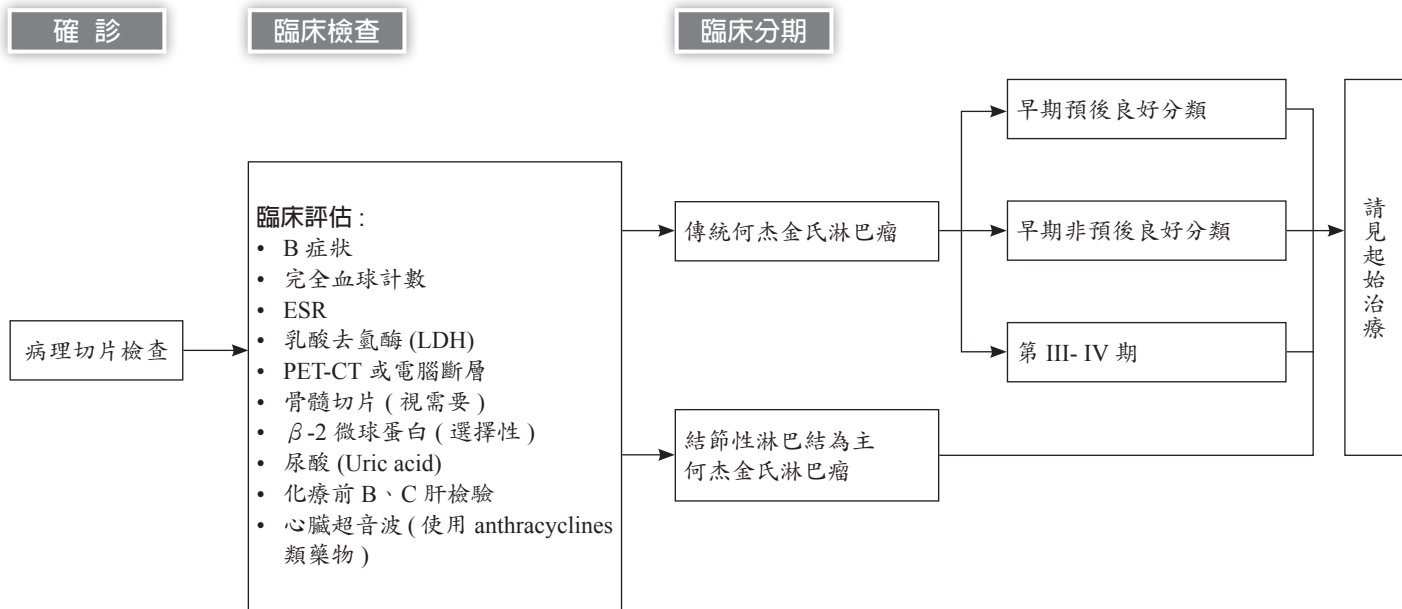 確 診
臨床檢查
臨床分期
病理切片檢查
臨床評估 :
• B 症狀
• 完全血球計數
• ESR
• 乳酸去氫酶 (LDH)
• PET-CT 或電腦斷層
• 骨髓切片 ( 視需要 )
• β-2 微球蛋白 ( 選擇性 )
• 尿酸 (Uric acid)
• 化療前 B、C 肝檢驗
• 心臟超音波 ( 使用 anthracyclines
類藥物 )
傳統何杰金氏淋巴瘤
結節性淋巴結為主
何杰金氏淋巴瘤
早期預後良好分類
早期非預後良好分類
第 III- IV 期
請見起始治療